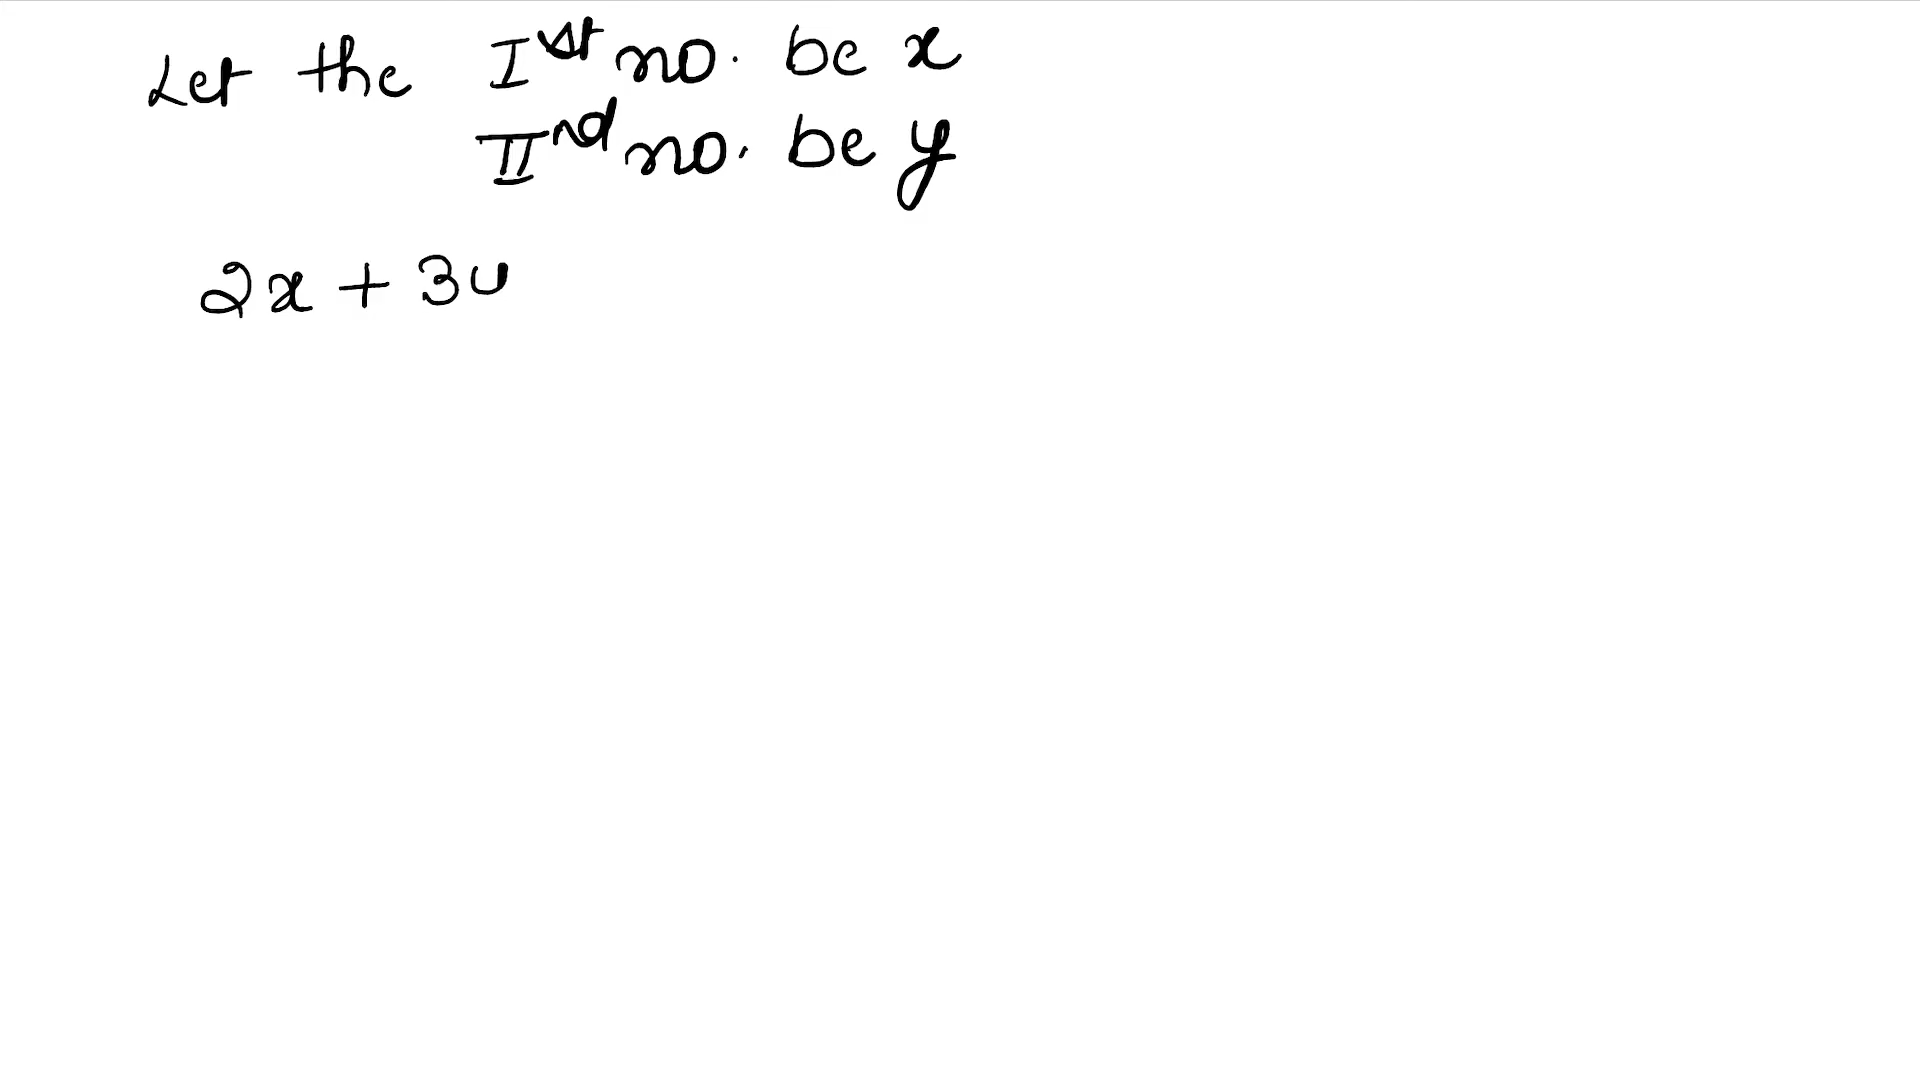 Let the Ist no. be x
IInd no. be y
2x + 3